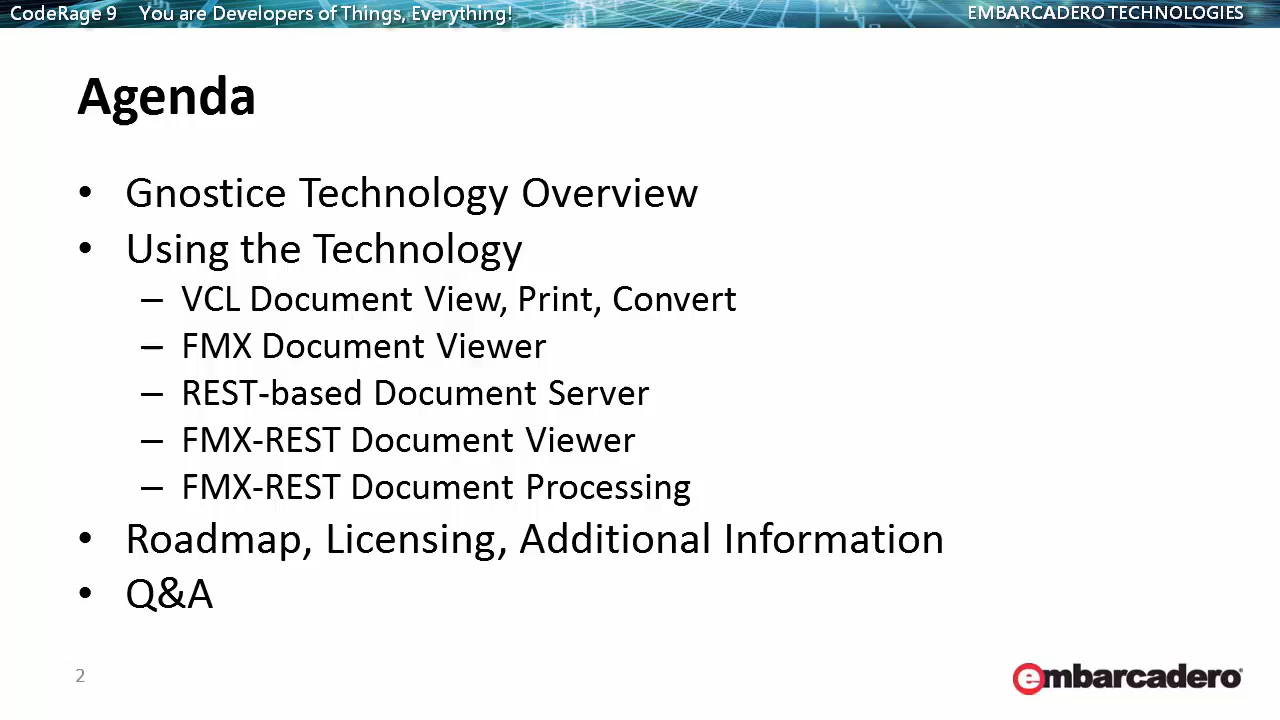 CodeRage 9 You are Developers of Things, Everything! EMBARCADERO TECHNOLOGIES
Agenda
• Gnostice Technology Overview
• Using the Technology
– VCL Document View, Print, Convert
– FMX Document Viewer
– REST-based Document Server
– FMX-REST Document Viewer
– FMX-REST Document Processing
• Roadmap, Licensing, Additional Information
• Q&A
2
embarcadero